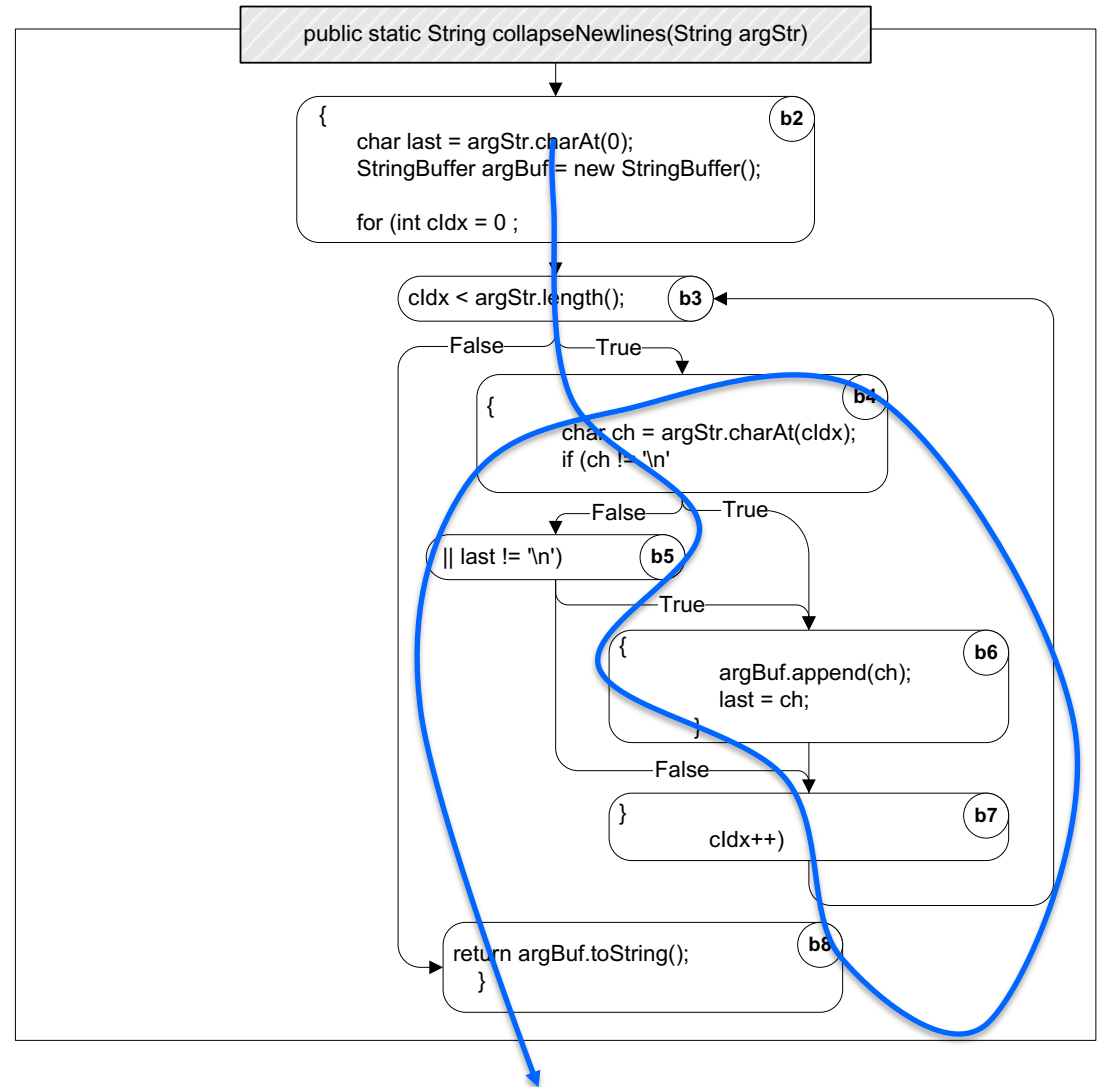 public static String collapseNewlines(String argStr)
{
b2
char last = argStr.charAt(0);
StringBuffer argBuf = new StringBuffer();
for (int cIdx = 0 ;
cIdx < argStr.length();
b3
False
True
b4
{
char ch = argStr.charAt(cIdx);
if (ch != '\n'
False
True
|| last != '\n')
b5
True
{
b6
argBuf.append(ch);
last = ch;
}
False
}
b7
cIdx++)
b8
return argBuf.toString();
}